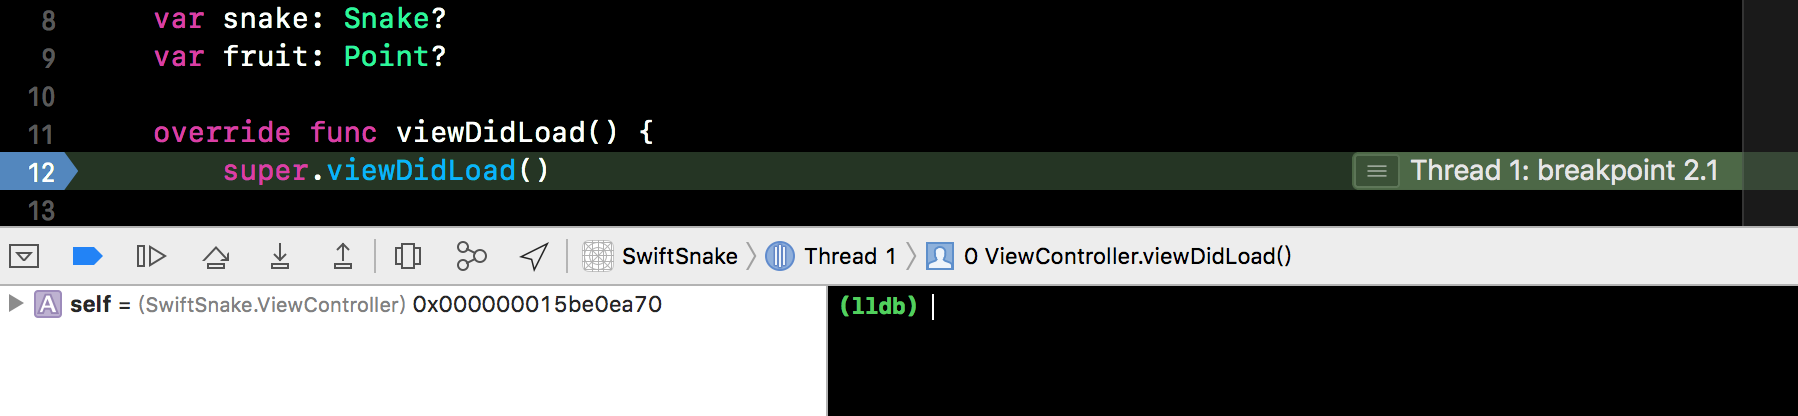 8 var snake: Snake?
9 var fruit: Point?
10
11 override func viewDidLoad() {
12 super.viewDidLoad() Thread 1: breakpoint 2.1
13
SwiftSnake Thread 1 0 ViewController.viewDidLoad()
A self = (SwiftSnake.ViewController) 0x000000015be0ea70
(lldb)